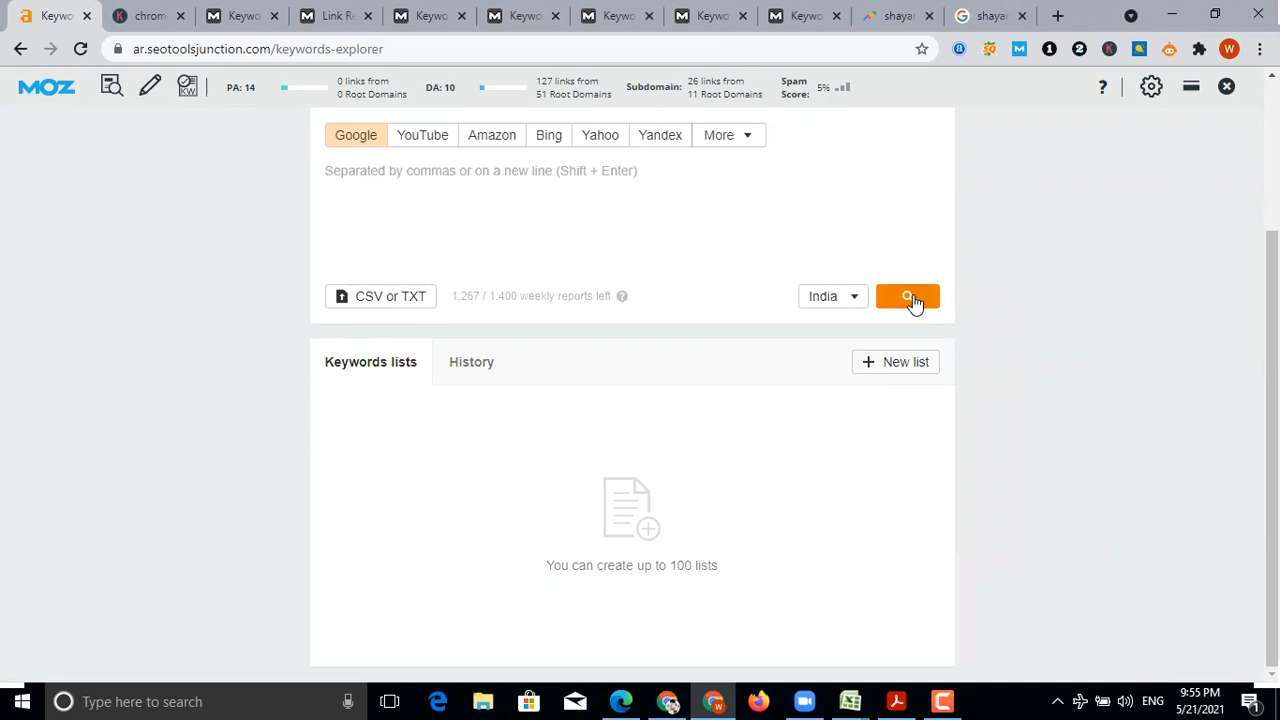 Keywo
chrom
Keywo
Link Re
Keywo
Keywo
Keywo
Keywo
Keywo
shayar
shayar
ar.seotoolsjunction.com/keywords-explorer
MOZ
PA: 14
0 links from
0 Root Domains
DA: 10
127 links from
51 Root Domains
Subdomain:
26 links from
11 Root Domains
Spam
Score:
5%
Google
YouTube
Amazon
Bing
Yahoo
Yandex
More
Separated by commas or on a new line (Shift + Enter)
CSV or TXT
1,267 / 1,400 weekly reports left
India
Keywords lists
History
New list
You can create up to 100 lists
Type here to search
ENG
9:55 PM
5/21/2021